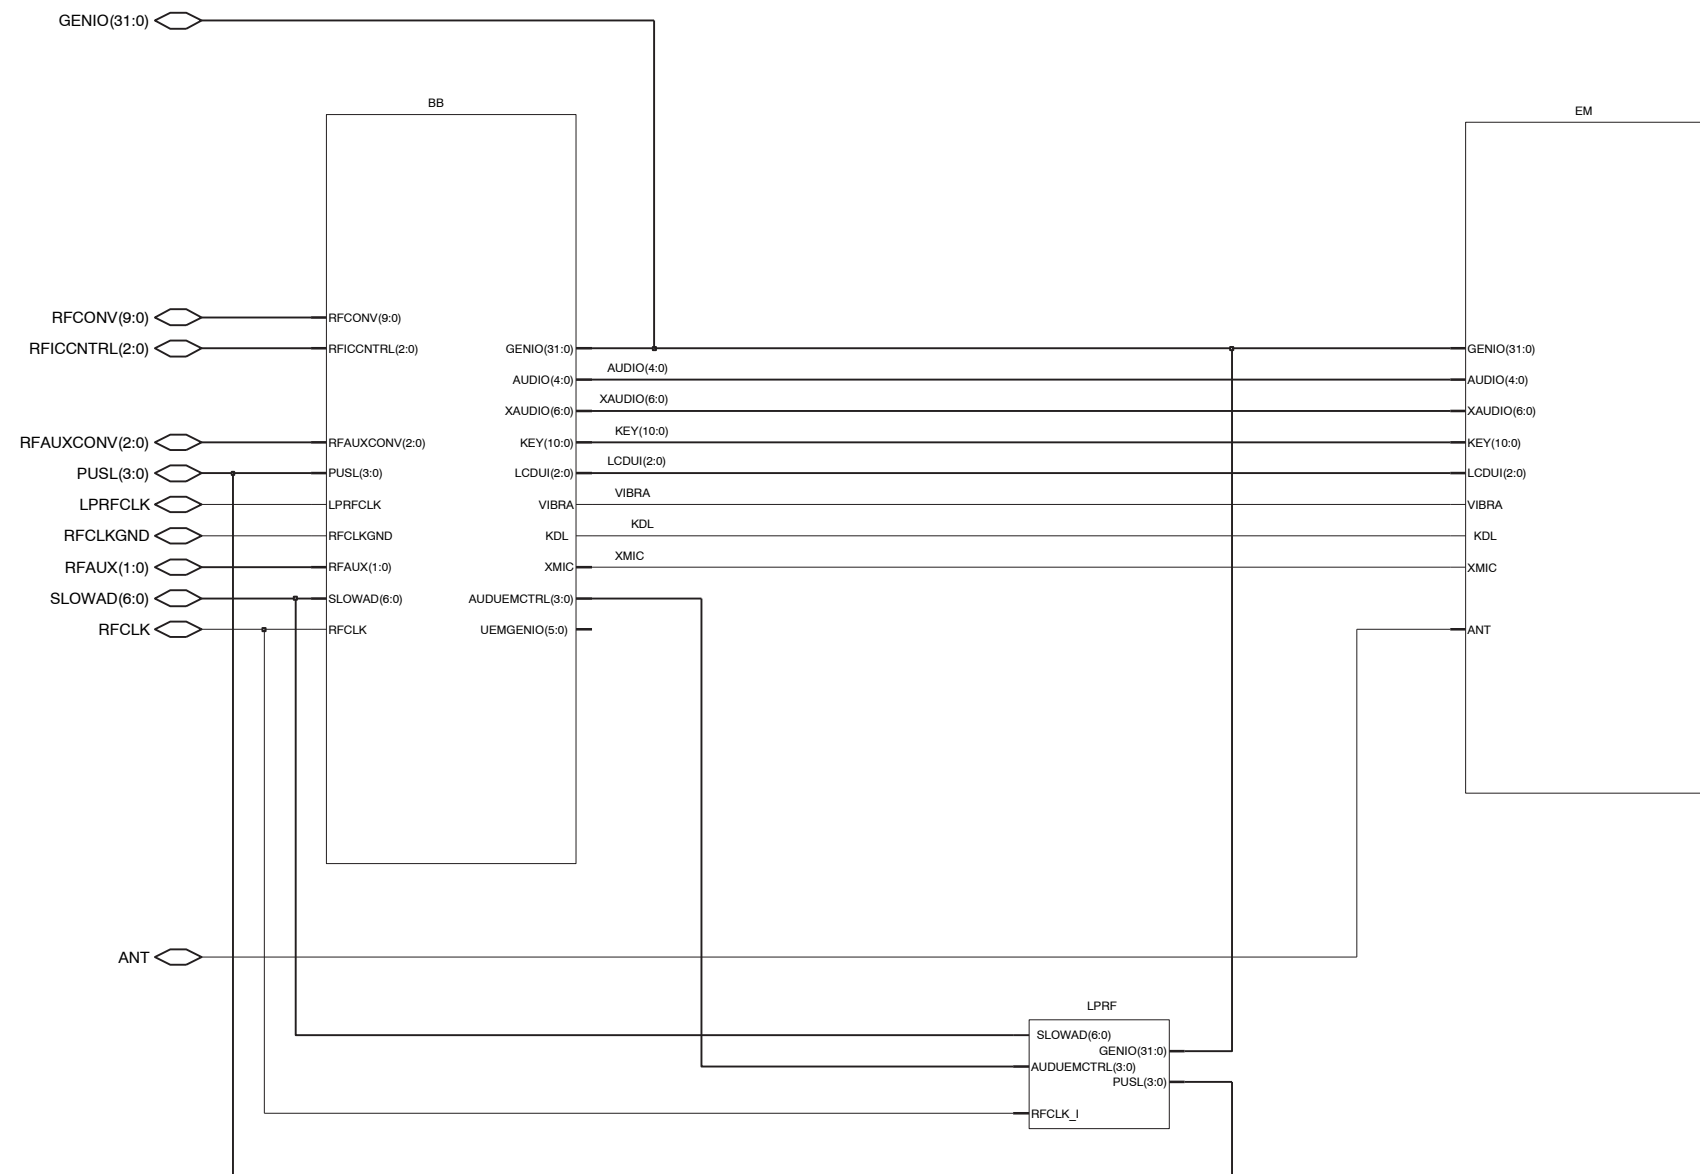 GENIO(31:0)
BB
EM
RFCONV(9:0)
RFCONV(9:0)
RFICCNTRL(2:0)
RFICCNTRL(2:0)
GENIO(31:0)
GENIO(31:0)
AUDIO(4:0)
AUDIO(4:0)
AUDIO(4:0)
XAUDIO(6:0)
XAUDIO(6:0)
XAUDIO(6:0)
KEY(10:0)
RFAUXCONV(2:0)
RFAUXCONV(2:0)
KEY(10:0)
KEY(10:0)
LCDUI(2:0)
PUSL(3:0)
PUSL(3:0)
LCDUI(2:0)
LCDUI(2:0)
VIBRA
LPRFCLK
LPRFCLK
VIBRA
VIBRA
KDL
RFCLKGND
RFCLKGND
KDL
KDL
XMIC
RFAUX(1:0)
RFAUX(1:0)
XMIC
XMIC
SLOWAD(6:0)
SLOWAD(6:0)
AUDUEMCTRL(3:0)
RFCLK
RFCLK
UEMGENIO(5:0)
ANT
ANT
LPRF
SLOWAD(6:0)
GENIO(31:0)
AUDUEMCTRL(3:0)
PUSL(3:0)
RFCLK_I